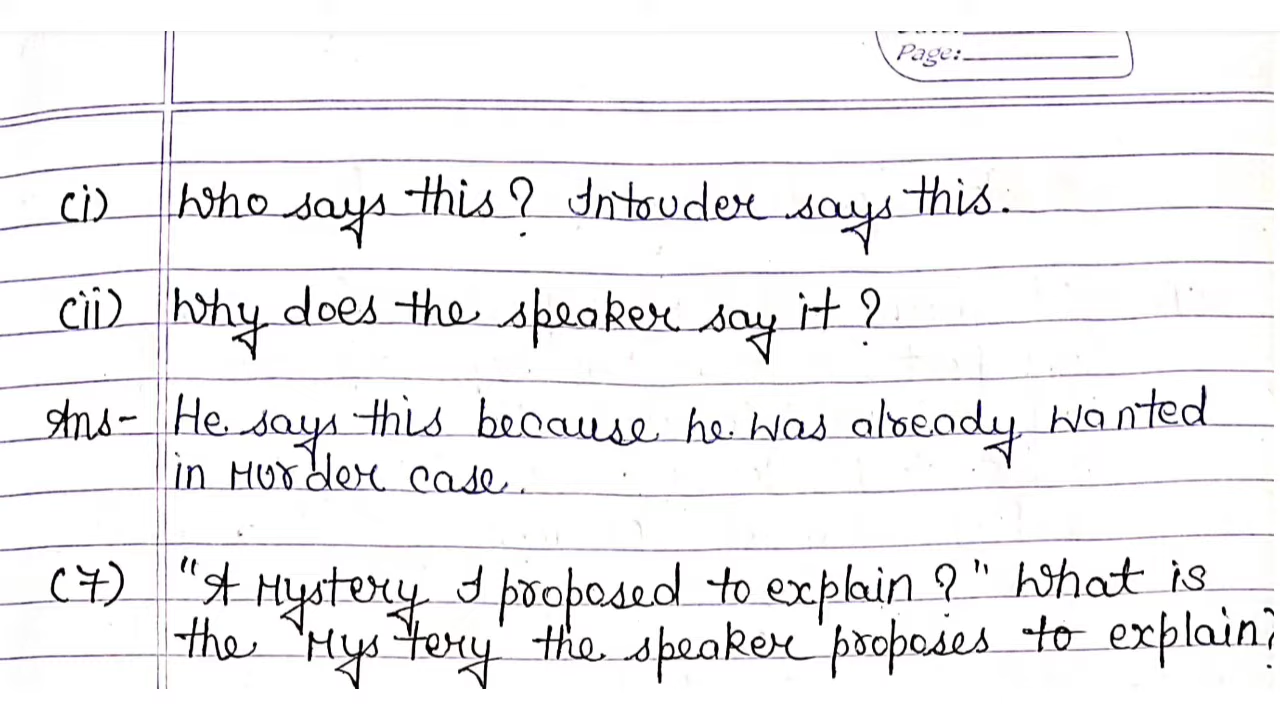 Page:
(i) Who says this? Intruder says this.
(ii) Why does the speaker say it?
Ans- He says this because he was already wanted
in Murder case.
(7) "A Mystery I proposed to explain?" What is
the Mystery the speaker proposes to explain?